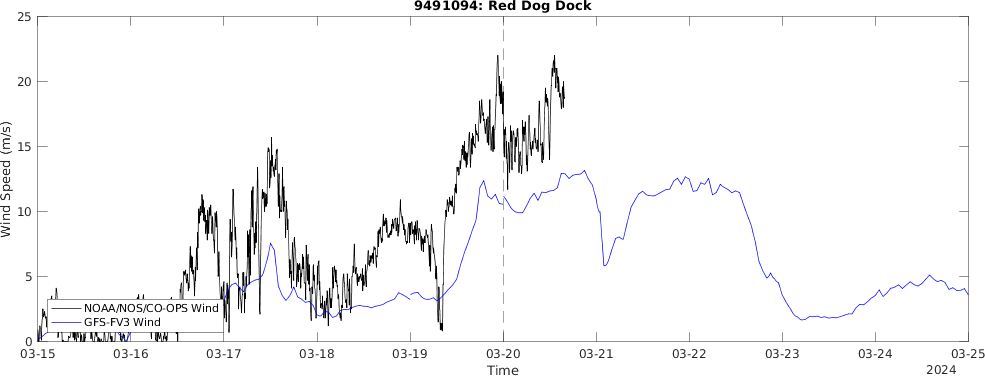 9491094: Red Dog Dock
25
20
15
10
5
0
Wind Speed (m/s)
NOAA/NOS/CO-OPS Wind
GFS-FV3 Wind
03-15 03-16 03-17 03-18 03-19 03-20 03-21 03-22 03-23 03-24 03-25
Time
2024